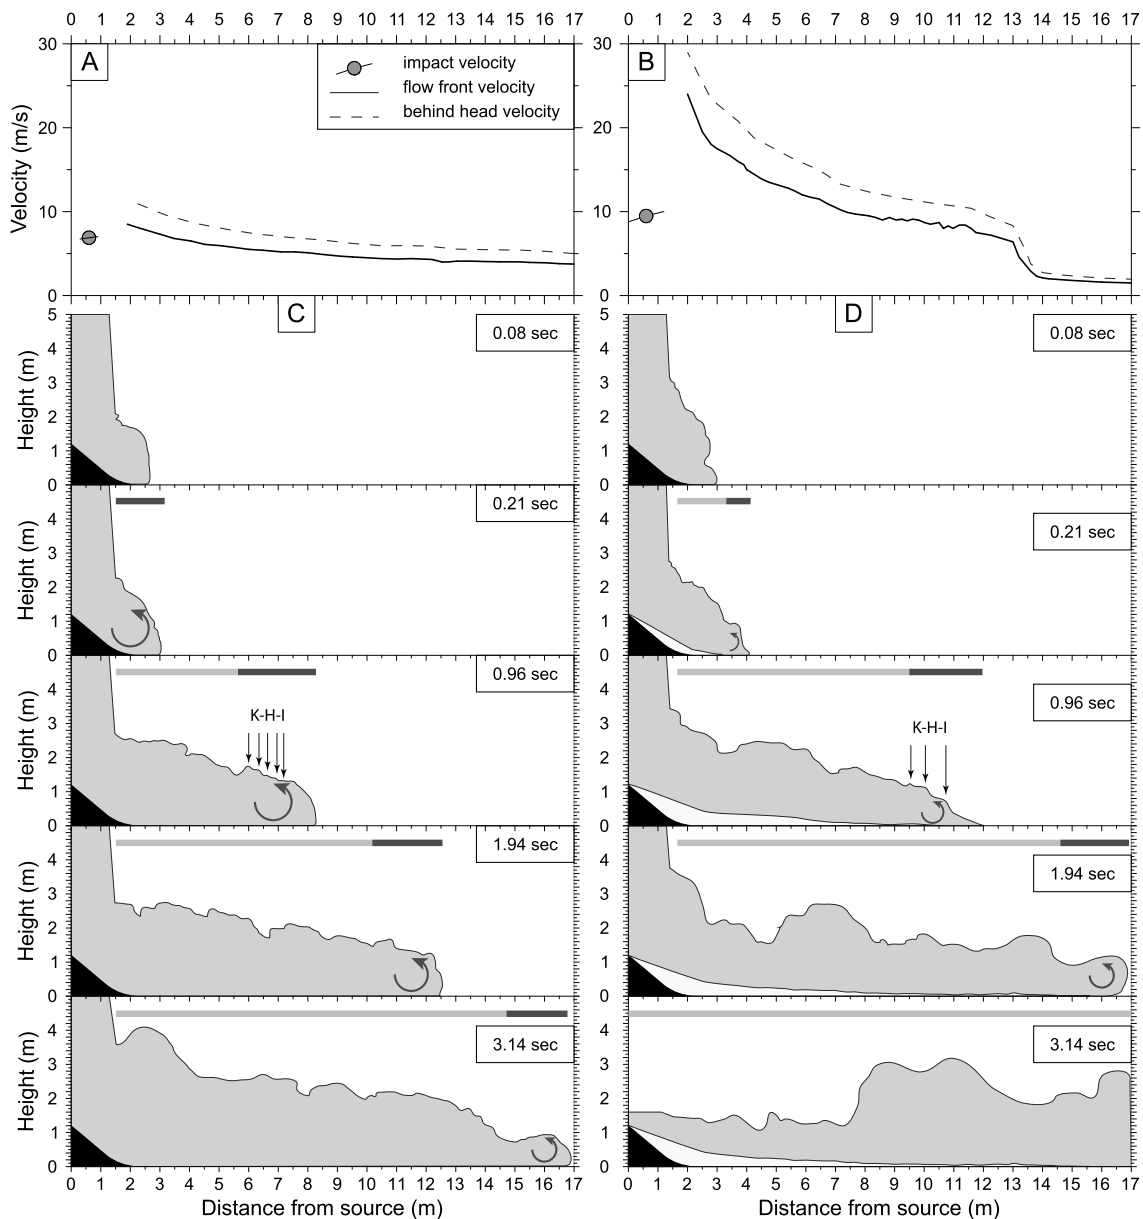 0 1 2 3 4 5 6 7 8 9 10 11 12 13 14 15 16 17
0 1 2 3 4 5 6 7 8 9 10 11 12 13 14 15 16 17
30
20
10
0
Velocity (m/s)
A
impact velocity
flow front velocity
behind head velocity
30
20
10
0
B
C
D
5
4
3
2
1
0
Height (m)
0.08 sec
5
4
3
2
1
0
0.08 sec
4
3
2
1
0
Height (m)
0.21 sec
4
3
2
1
0
0.21 sec
4
3
2
1
0
Height (m)
K-H-I
0.96 sec
4
3
2
1
0
K-H-I
0.96 sec
4
3
2
1
0
Height (m)
1.94 sec
4
3
2
1
0
1.94 sec
4
3
2
1
0
Height (m)
3.14 sec
4
3
2
1
0
3.14 sec
0 1 2 3 4 5 6 7 8 9 10 11 12 13 14 15 16 17
0 1 2 3 4 5 6 7 8 9 10 11 12 13 14 15 16 17
Distance from source (m)
Distance from source (m)